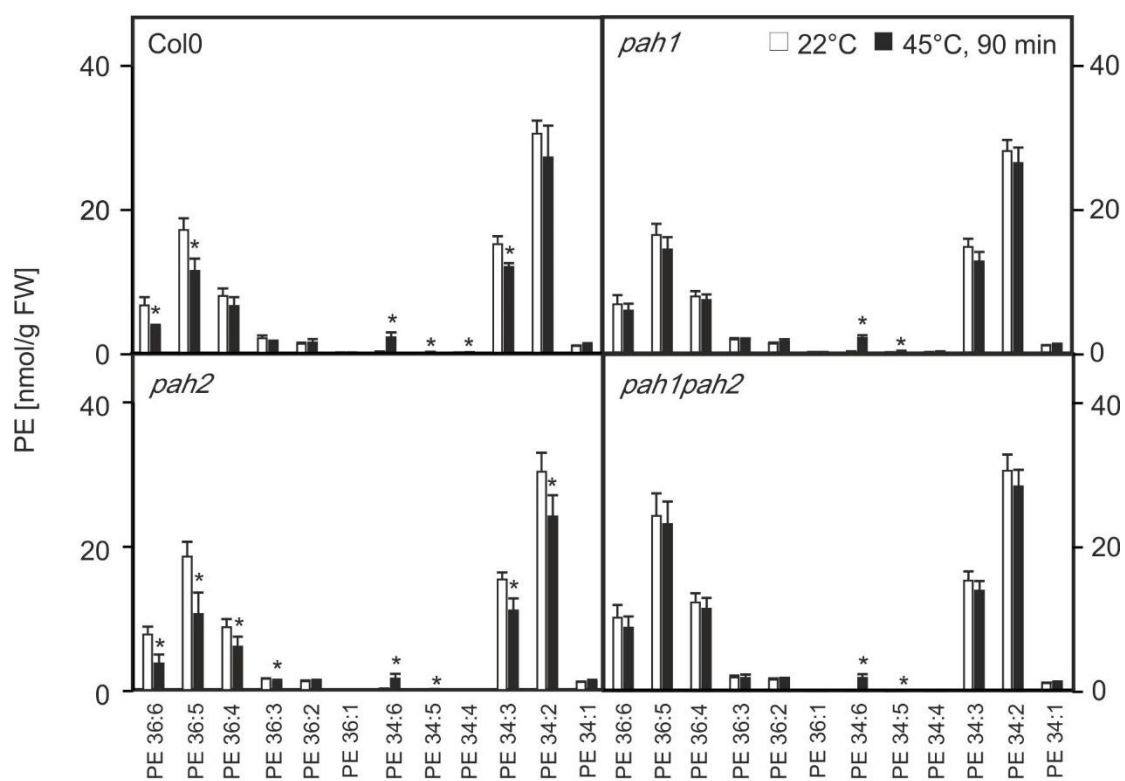 Col0
pah1
22°C
45°C, 90 min
40
40
20
20
0
0
pah2
pah1pah2
40
40
20
20
0
0
PE [nmol/g FW]
* * * * * *
* *
* * * * * * * *
* *
PE 36:6
PE 36:5
PE 36:4
PE 36:3
PE 36:2
PE 36:1
PE 34:6
PE 34:5
PE 34:4
PE 34:3
PE 34:2
PE 34:1
PE 36:6
PE 36:5
PE 36:4
PE 36:3
PE 36:2
PE 36:1
PE 34:6
PE 34:5
PE 34:4
PE 34:3
PE 34:2
PE 34:1